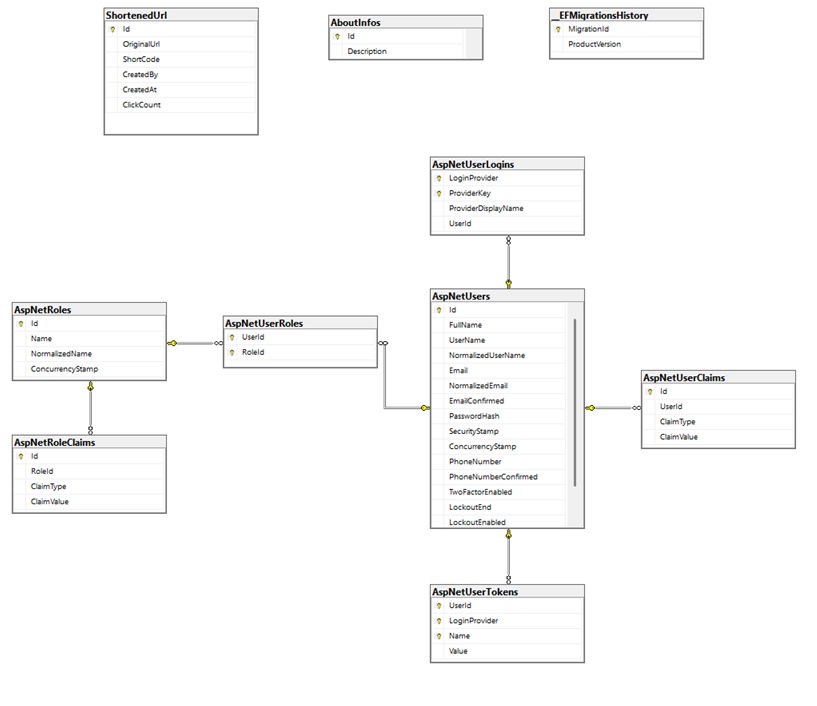 ShortenedUrl
Id
OriginalUrl
ShortCode
CreatedBy
CreatedAt
ClickCount
AboutInfos
Id
Description
__EFMigrationsHistory
MigrationId
ProductVersion
AspNetUserLogins
LoginProvider
ProviderKey
ProviderDisplayName
UserId
AspNetRoles
Id
Name
NormalizedName
ConcurrencyStamp
AspNetUserRoles
UserId
RoleId
AspNetUsers
Id
FullName
UserName
NormalizedUserName
Email
NormalizedEmail
EmailConfirmed
PasswordHash
SecurityStamp
ConcurrencyStamp
PhoneNumber
PhoneNumberConfirmed
TwoFactorEnabled
LockoutEnd
LockoutEnabled
AspNetUserClaims
Id
UserId
ClaimType
ClaimValue
AspNetRoleClaims
Id
RoleId
ClaimType
ClaimValue
AspNetUserTokens
UserId
LoginProvider
Name
Value